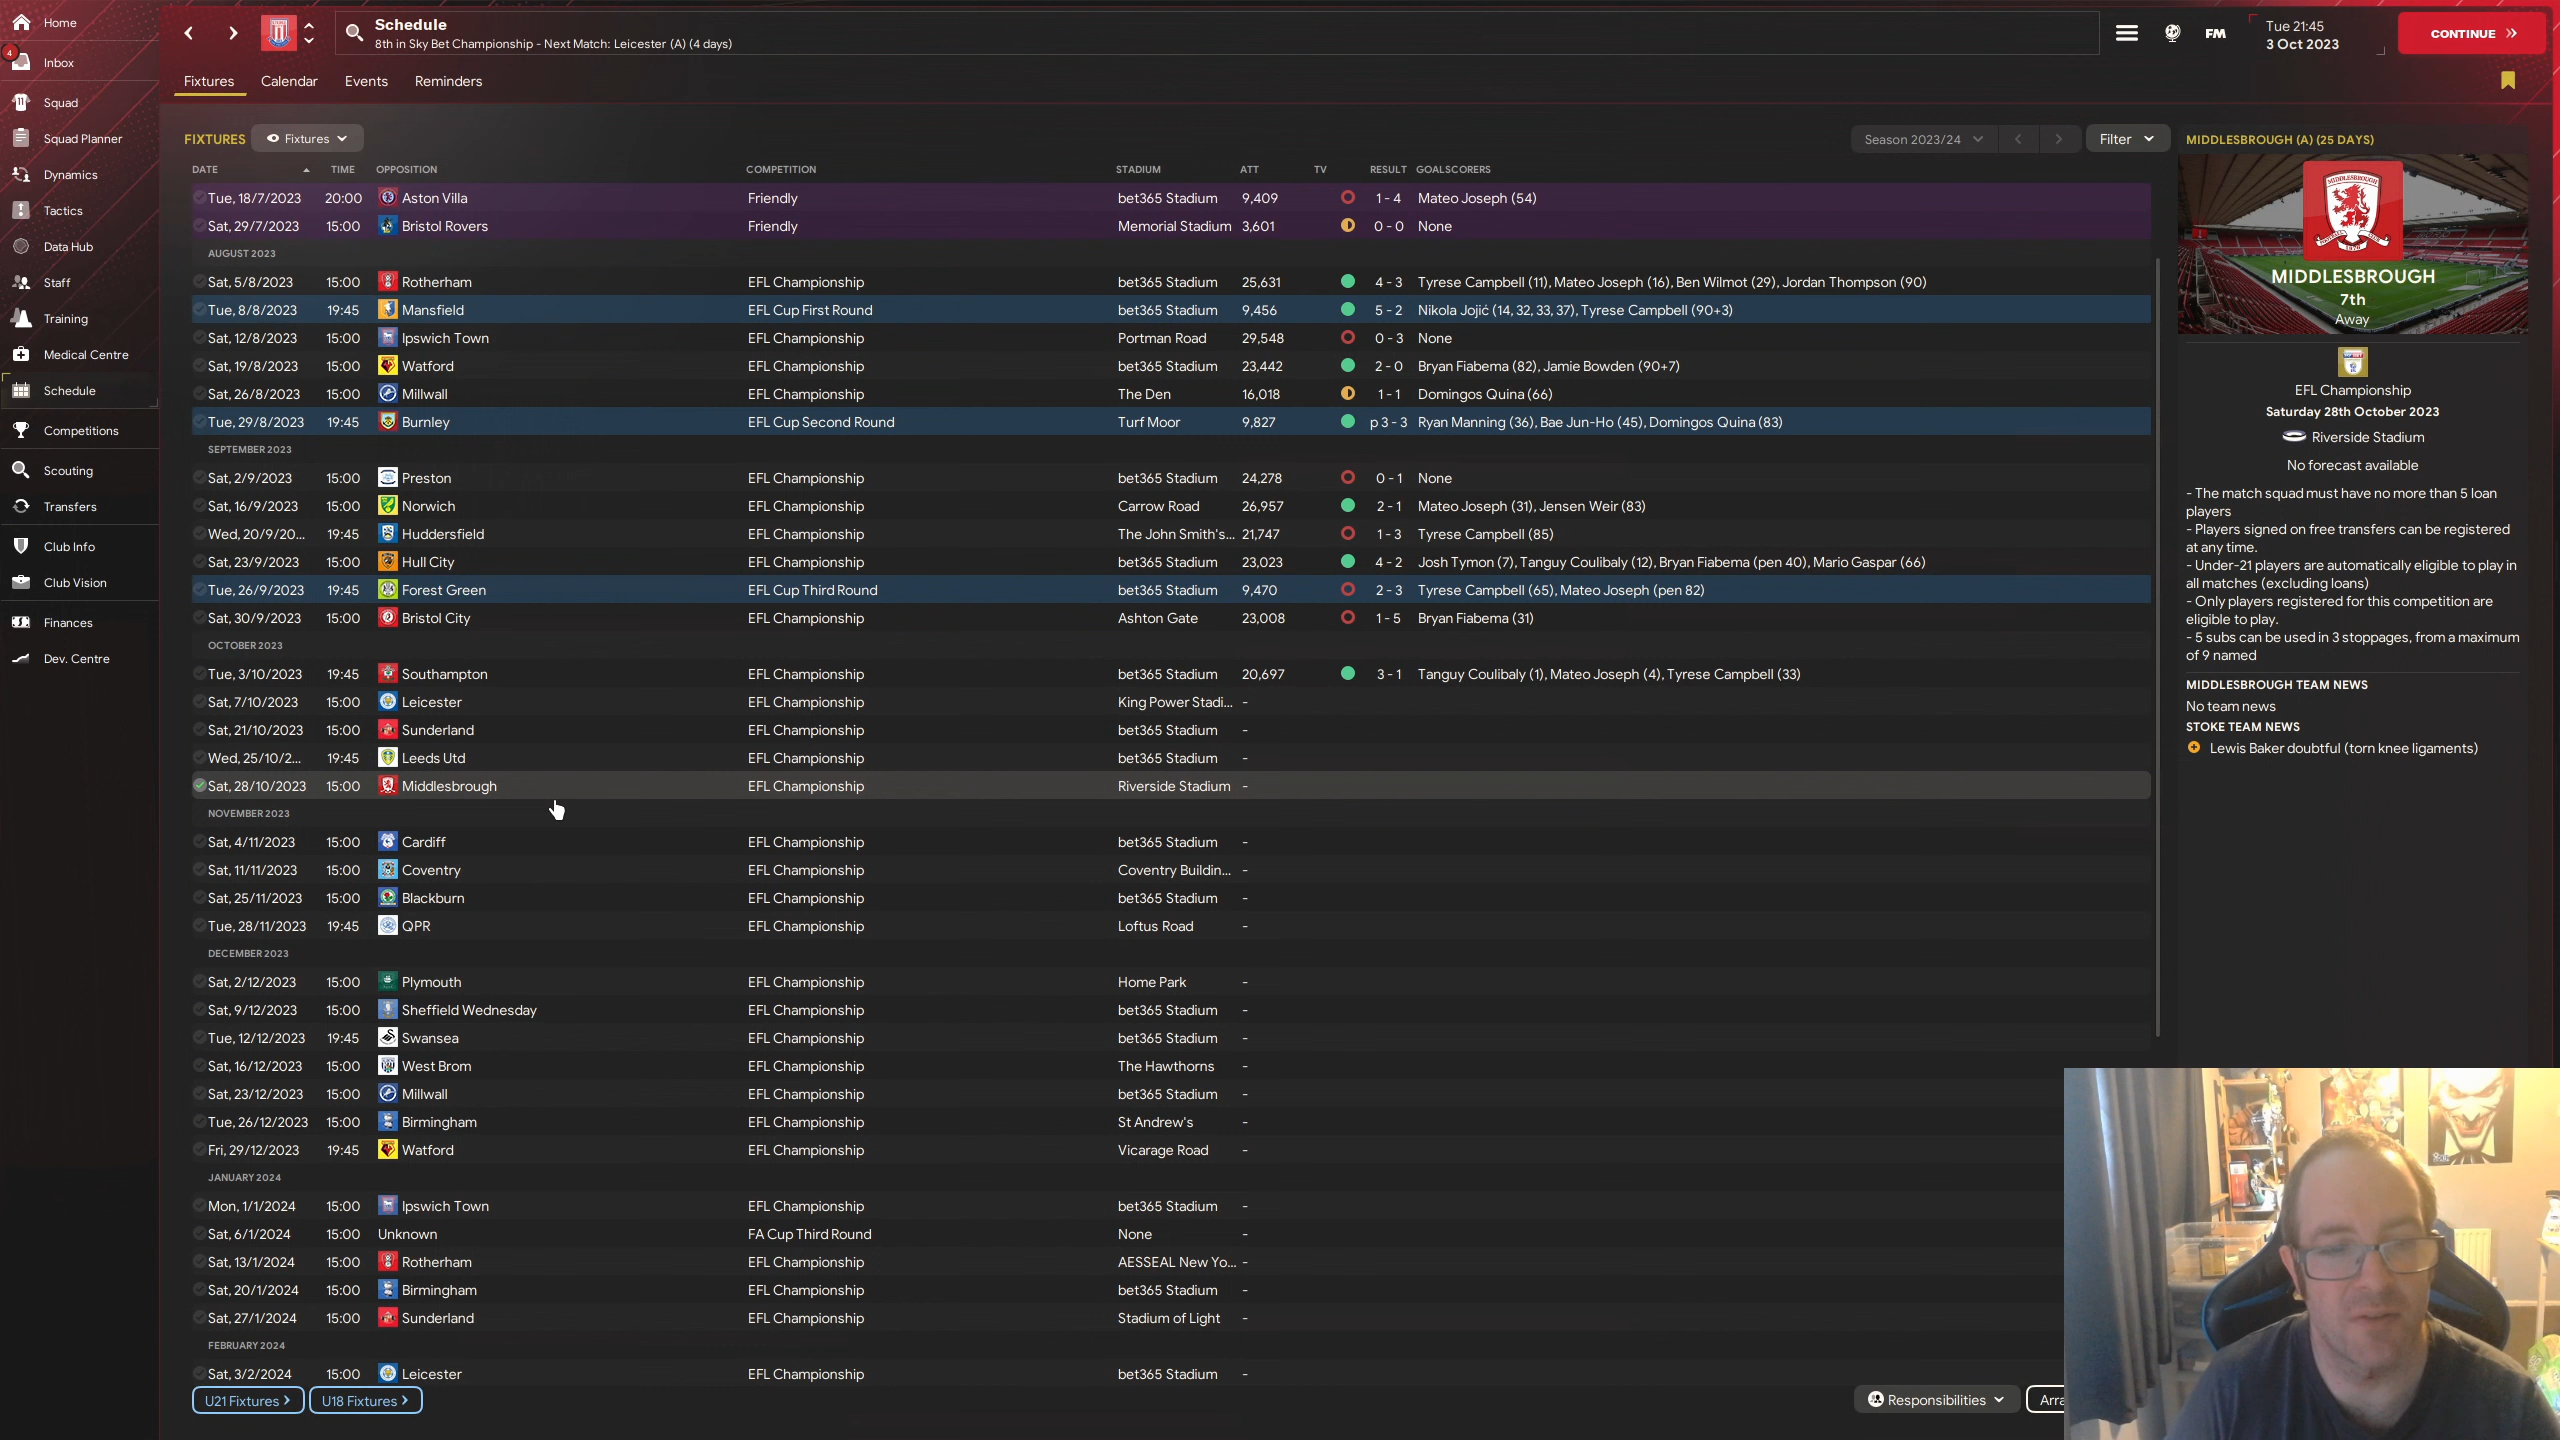 Home
4
Inbox
Squad
Squad Planner
Dynamics
Tactics
Data Hub
Staff
Training
Medical Centre
Schedule
Competitions
Scouting
Transfers
Club Info
Club Vision
Finances
Dev. Centre
Schedule
8th in Sky Bet Championship - Next Match: Leicester (A) (4 days)
FM
Tue 21:45
3 Oct 2023
CONTINUE
Fixtures Calendar Events Reminders
FIXTURES Fixtures Season 2023/24 Filter
DATE TIME OPPOSITION COMPETITION STADIUM ATT TV RESULT GOALSCORERS
Tue, 18/7/2023 20:00 Aston Villa Friendly bet365 Stadium 9,409 1 - 4 Mateo Joseph (54)
Sat, 29/7/2023 15:00 Bristol Rovers Friendly Memorial Stadium 3,601 0 - 0 None
AUGUST 2023
Sat, 5/8/2023 15:00 Rotherham EFL Championship bet365 Stadium 25,631 4 - 3 Tyrese Campbell (11), Mateo Joseph (16), Ben Wilmot (29), Jordan Thompson (90)
Tue, 8/8/2023 19:45 Mansfield EFL Cup First Round bet365 Stadium 9,456 5 - 2 Nikola Jojić (14, 32, 33, 37), Tyrese Campbell (90+3)
Sat, 12/8/2023 15:00 Ipswich Town EFL Championship Portman Road 29,548 0 - 3 None
Sat, 19/8/2023 15:00 Watford EFL Championship bet365 Stadium 23,442 2 - 0 Bryan Fiabema (82), Jamie Bowden (90+7)
Sat, 26/8/2023 15:00 Millwall EFL Championship The Den 16,018 1 - 1 Domingos Quina (66)
Tue, 29/8/2023 19:45 Burnley EFL Cup Second Round Turf Moor 9,827 p 3 - 3 Ryan Manning (36), Bae Jun-Ho (45), Domingos Quina (83)
SEPTEMBER 2023
Sat, 2/9/2023 15:00 Preston EFL Championship bet365 Stadium 24,278 0 - 1 None
Sat, 16/9/2023 15:00 Norwich EFL Championship Carrow Road 26,957 2 - 1 Mateo Joseph (31), Jensen Weir (83)
Wed, 20/9/20... 19:45 Huddersfield EFL Championship The John Smith's... 21,747 1 - 3 Tyrese Campbell (85)
Sat, 23/9/2023 15:00 Hull City EFL Championship bet365 Stadium 23,023 4 - 2 Josh Tymon (7), Tanguy Coulibaly (12), Bryan Fiabema (pen 40), Mario Gaspar (66)
Tue, 26/9/2023 19:45 Forest Green EFL Cup Third Round bet365 Stadium 9,470 2 - 3 Tyrese Campbell (65), Mateo Joseph (pen 82)
Sat, 30/9/2023 15:00 Bristol City EFL Championship Ashton Gate 23,008 1 - 5 Bryan Fiabema (31)
OCTOBER 2023
Tue, 3/10/2023 19:45 Southampton EFL Championship bet365 Stadium 20,697 3 - 1 Tanguy Coulibaly (1), Mateo Joseph (4), Tyrese Campbell (33)
Sat, 7/10/2023 15:00 Leicester EFL Championship King Power Stadi... -
Sat, 21/10/2023 15:00 Sunderland EFL Championship bet365 Stadium -
Wed, 25/10/2... 19:45 Leeds Utd EFL Championship bet365 Stadium -
Sat, 28/10/2023 15:00 Middlesbrough EFL Championship Riverside Stadium -
NOVEMBER 2023
Sat, 4/11/2023 15:00 Cardiff EFL Championship bet365 Stadium -
Sat, 11/11/2023 15:00 Coventry EFL Championship Coventry Buildin... -
Sat, 25/11/2023 15:00 Blackburn EFL Championship bet365 Stadium -
Tue, 28/11/2023 19:45 QPR EFL Championship Loftus Road -
DECEMBER 2023
Sat, 2/12/2023 15:00 Plymouth EFL Championship Home Park -
Sat, 9/12/2023 15:00 Sheffield Wednesday EFL Championship bet365 Stadium -
Tue, 12/12/2023 19:45 Swansea EFL Championship bet365 Stadium -
Sat, 16/12/2023 15:00 West Brom EFL Championship The Hawthorns -
Sat, 23/12/2023 15:00 Millwall EFL Championship bet365 Stadium -
Tue, 26/12/2023 15:00 Birmingham EFL Championship St Andrew's -
Fri, 29/12/2023 19:45 Watford EFL Championship Vicarage Road -
JANUARY 2024
Mon, 1/1/2024 15:00 Ipswich Town EFL Championship bet365 Stadium -
Sat, 6/1/2024 15:00 Unknown FA Cup Third Round None -
Sat, 13/1/2024 15:00 Rotherham EFL Championship AESSEAL New Yo... -
Sat, 20/1/2024 15:00 Birmingham EFL Championship bet365 Stadium -
Sat, 27/1/2024 15:00 Sunderland EFL Championship Stadium of Light -
FEBRUARY 2024
Sat, 3/2/2024 15:00 Leicester EFL Championship bet365 Stadium -
U21 Fixtures U18 Fixtures Responsibilities Arra
MIDDLESBROUGH (A) (25 DAYS)
MIDDLESBROUGH
7th
Away
EFL Championship
Saturday 28th October 2023
Riverside Stadium
No forecast available
- The match squad must have no more than 5 loan
players
- Players signed on free transfers can be registered
at any time.
- Under-21 players are automatically eligible to play in
all matches (excluding loans)
- Only players registered for this competition are
eligible to play.
- 5 subs can be used in 3 stoppages, from a maximum
of 9 named
MIDDLESBROUGH TEAM NEWS
No team news
STOKE TEAM NEWS
Lewis Baker doubtful (torn knee ligaments)